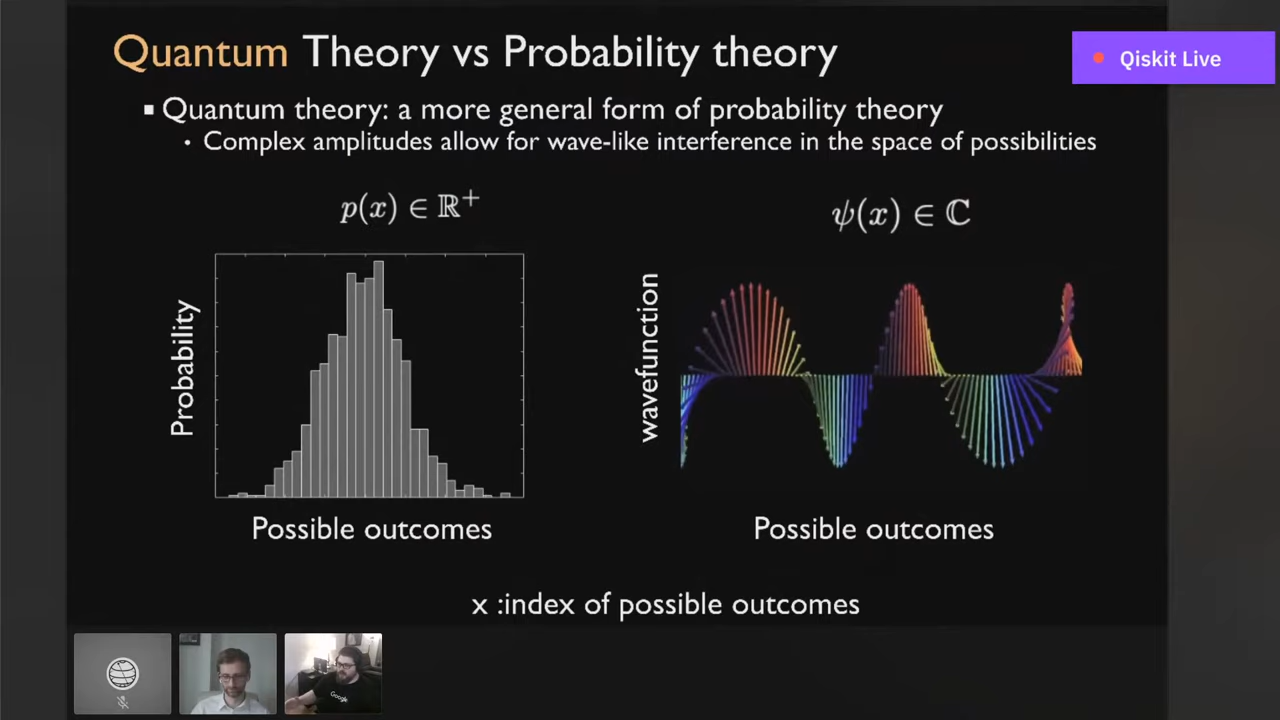 Quantum Theory vs Probability theory
Qiskit Live
▪ Quantum theory: a more general form of probability theory
• Complex amplitudes allow for wave-like interference in the space of possibilities
p(x) ∈ ℝ⁺
ψ(x) ∈ ℂ
Probability
wavefunction
Possible outcomes
Possible outcomes
x :index of possible outcomes
Google